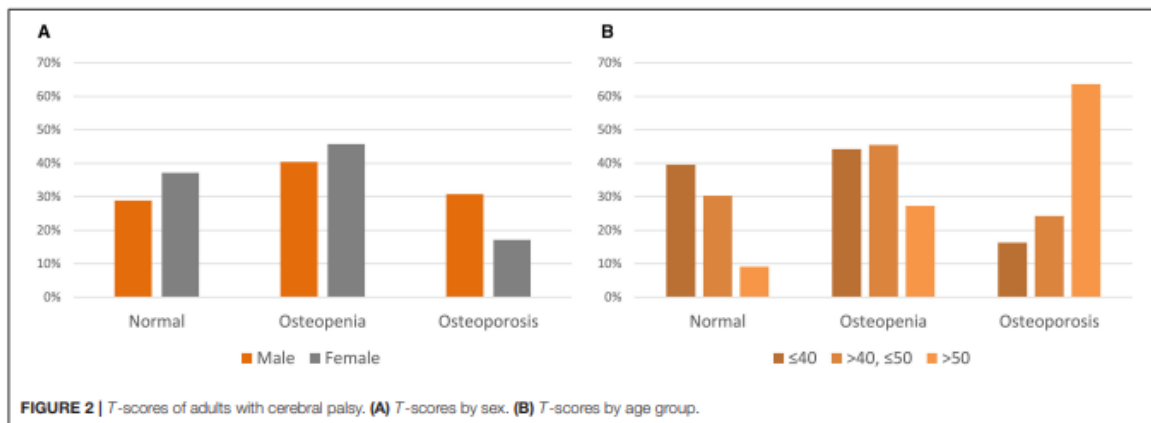 A
70%
60%
50%
40%
30%
20%
10%
0%
Normal Osteopenia Osteoporosis
Male Female
B
70%
60%
50%
40%
30%
20%
10%
0%
Normal Osteopenia Osteoporosis
≤40 >40, ≤50 >50
FIGURE 2 | T-scores of adults with cerebral palsy. (A) T-scores by sex. (B) T-scores by age group.